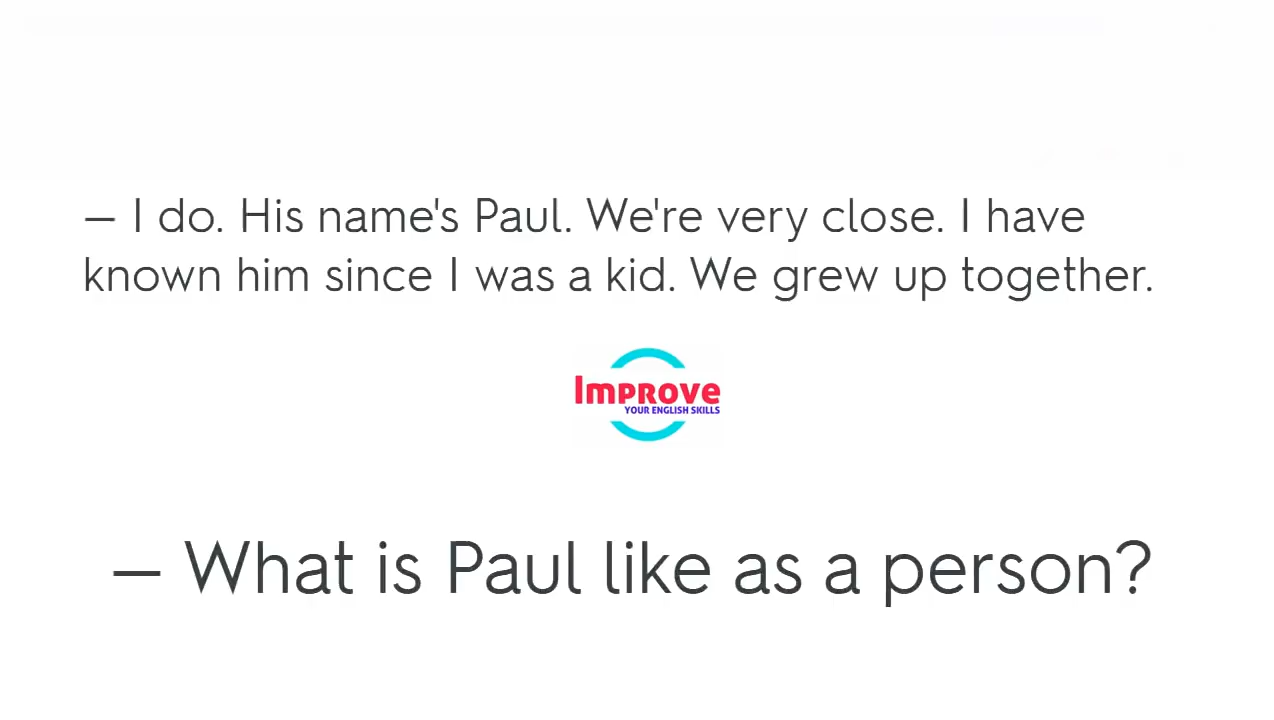 – I do. His name's Paul. We're very close. I have
known him since I was a kid. We grew up together.
Improve
YOUR ENGLISH SKILLS
– What is Paul like as a person?